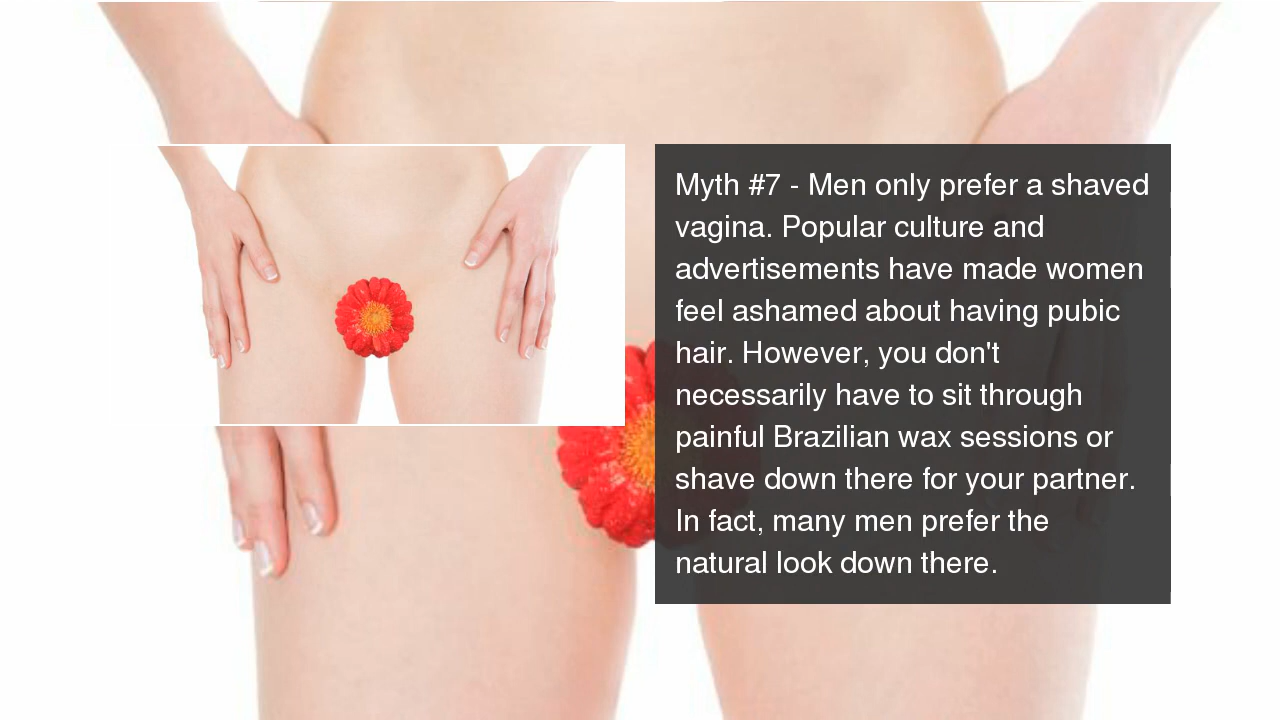 Myth #7 - Men only prefer a shaved
vagina. Popular culture and
advertisements have made women
feel ashamed about having pubic
hair. However, you don't
necessarily have to sit through
painful Brazilian wax sessions or
shave down there for your partner.
In fact, many men prefer the
natural look down there.